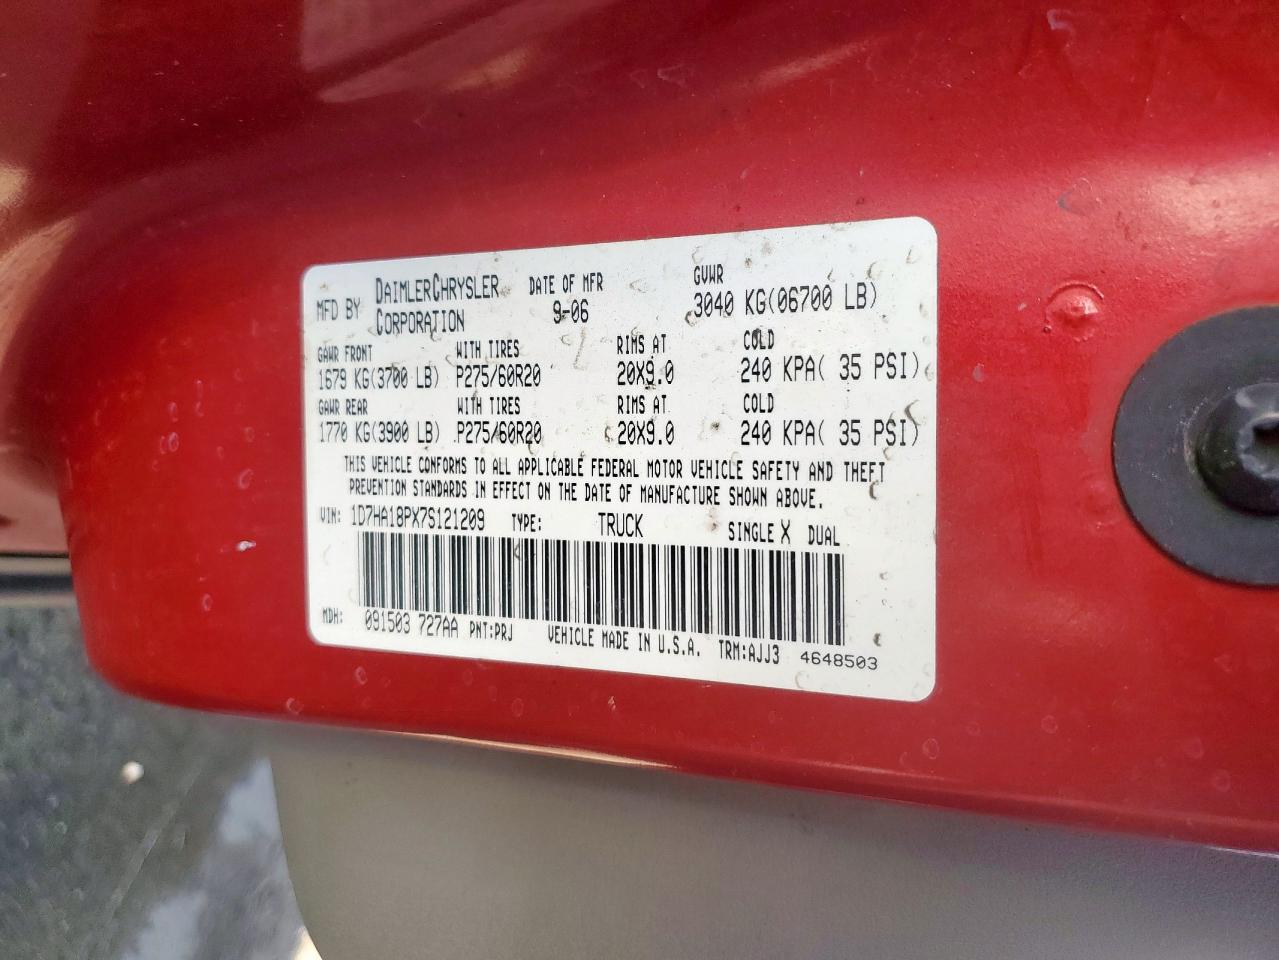 MFD BY DAIMLERCHRYSLER CORPORATION DATE OF MFR 9-06 GVWR 3040 KG(06700 LB)
GAWR FRONT WITH TIRES RIMS AT COLD
1679 KG(3700 LB) P275/60R20 20X9.0 240 KPA( 35 PSI)
GAWR REAR WITH TIRES RIMS AT COLD
1770 KG(3900 LB) P275/60R20 20X9.0 240 KPA( 35 PSI)
THIS VEHICLE CONFORMS TO ALL APPLICABLE FEDERAL MOTOR VEHICLE SAFETY AND THEFT
PREVENTION STANDARDS IN EFFECT ON THE DATE OF MANUFACTURE SHOWN ABOVE.
VIN: 1D7HA18PX7S121209 TYPE: TRUCK SINGLE X DUAL
MDH: 091503 727AA PNT:PRJ VEHICLE MADE IN U.S.A. TRM:AJJ3 4648503